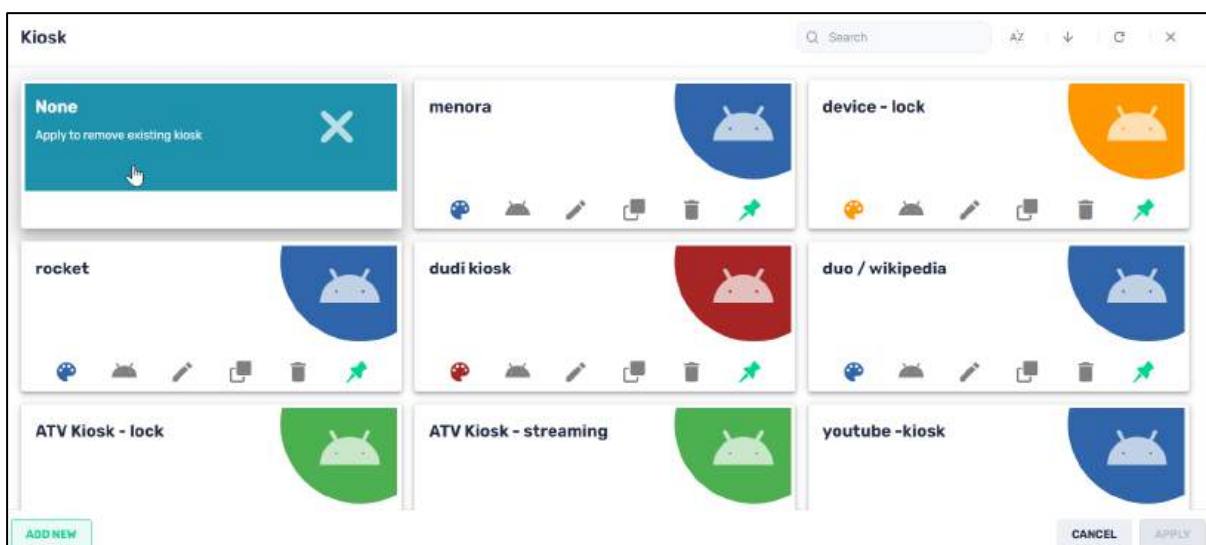 Kiosk
Search
AZ
None
Apply to remove existing kiosk
menora
device - lock
rocket
dudi kiosk
duo / wikipedia
ATV Kiosk - lock
ATV Kiosk - streaming
youtube -kiosk
ADD NEW
CANCEL
APPLY